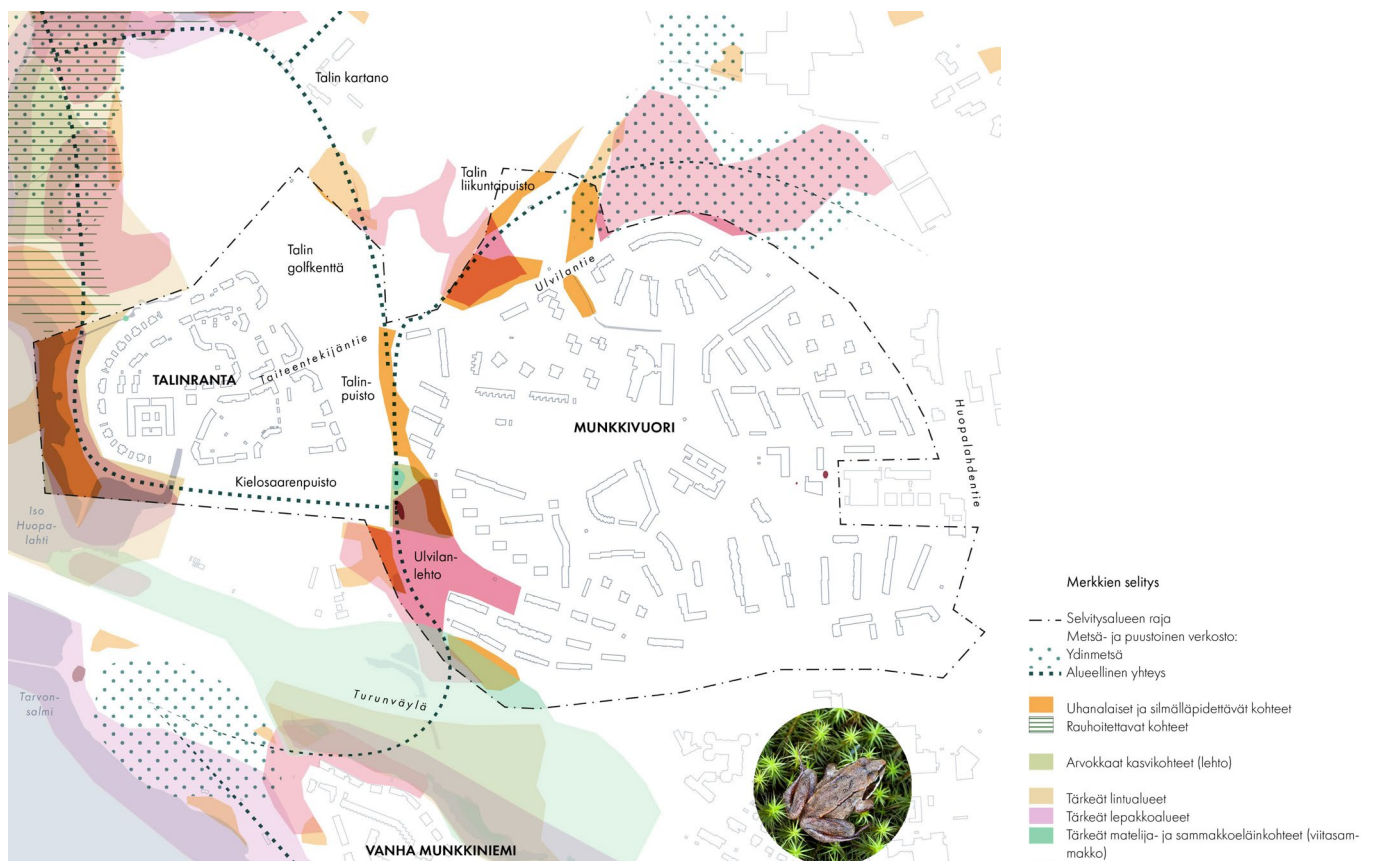 Talin kartano
Talin
liikuntapuisto
Talin
golfkenttä
Ulvilantie
Taiteentekijäntie
TALINRANTA
Talin-
puisto
MUNKKIVUORI
Huopalahdentie
Kielosaarenpuisto
Iso
Huopa-
lahti
Ulvilan-
lehto
Tarvon-
salmi
Turunväylä
VANHA MUNKKINIEMI
Merkkien selitys
Selvitysalueen raja
Metsä- ja puustoinen verkosto:
Ydinmetsä
Alueellinen yhteys
Uhanalaiset ja silmälläpidettävät kohteet
Rauhoitettavat kohteet
Arvokkaat kasvikohteet (lehto)
Tärkeät lintualueet
Tärkeät lepakkoalueet
Tärkeät matelija- ja sammakkoeläinkohteet (viitasam-
makko)